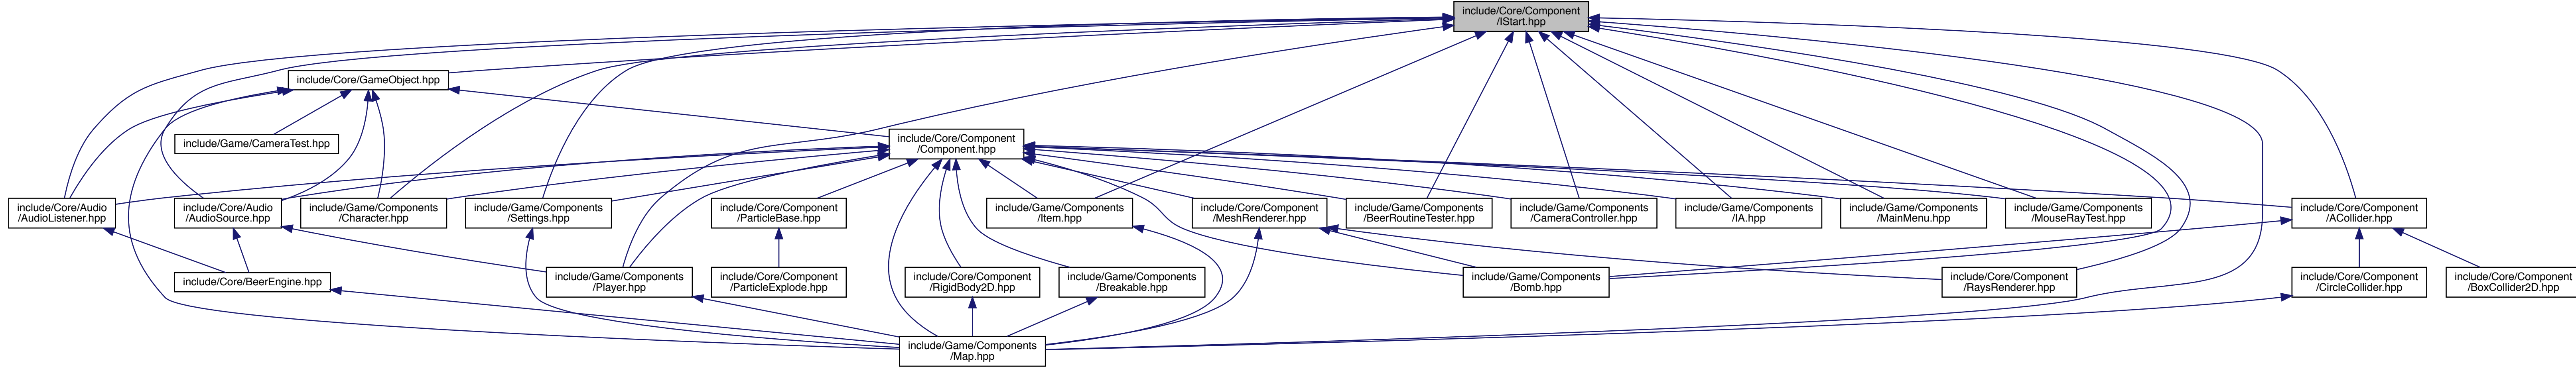 include/Core/Component
/IStart.hpp
include/Core/GameObject.hpp
include/Game/CameraTest.hpp
include/Core/Component
/Component.hpp
include/Core/Audio
/AudioListener.hpp
include/Core/Audio
/AudioSource.hpp
include/Game/Components
/Character.hpp
include/Game/Components
/Settings.hpp
include/Core/Component
/ParticleBase.hpp
include/Game/Components
/Item.hpp
include/Core/Component
/MeshRenderer.hpp
include/Game/Components
/BeerRoutineTester.hpp
include/Game/Components
/CameraController.hpp
include/Game/Components
/IA.hpp
include/Game/Components
/MainMenu.hpp
include/Game/Components
/MouseRayTest.hpp
include/Core/Component
/ACollider.hpp
include/Core/BeerEngine.hpp
include/Game/Components
/Player.hpp
include/Core/Component
/ParticleExplode.hpp
include/Core/Component
/RigidBody2D.hpp
include/Game/Components
/Breakable.hpp
include/Game/Components
/Bomb.hpp
include/Core/Component
/RaysRenderer.hpp
include/Core/Component
/CircleCollider.hpp
include/Core/Component
/BoxCollider2D.hpp
include/Game/Components
/Map.hpp